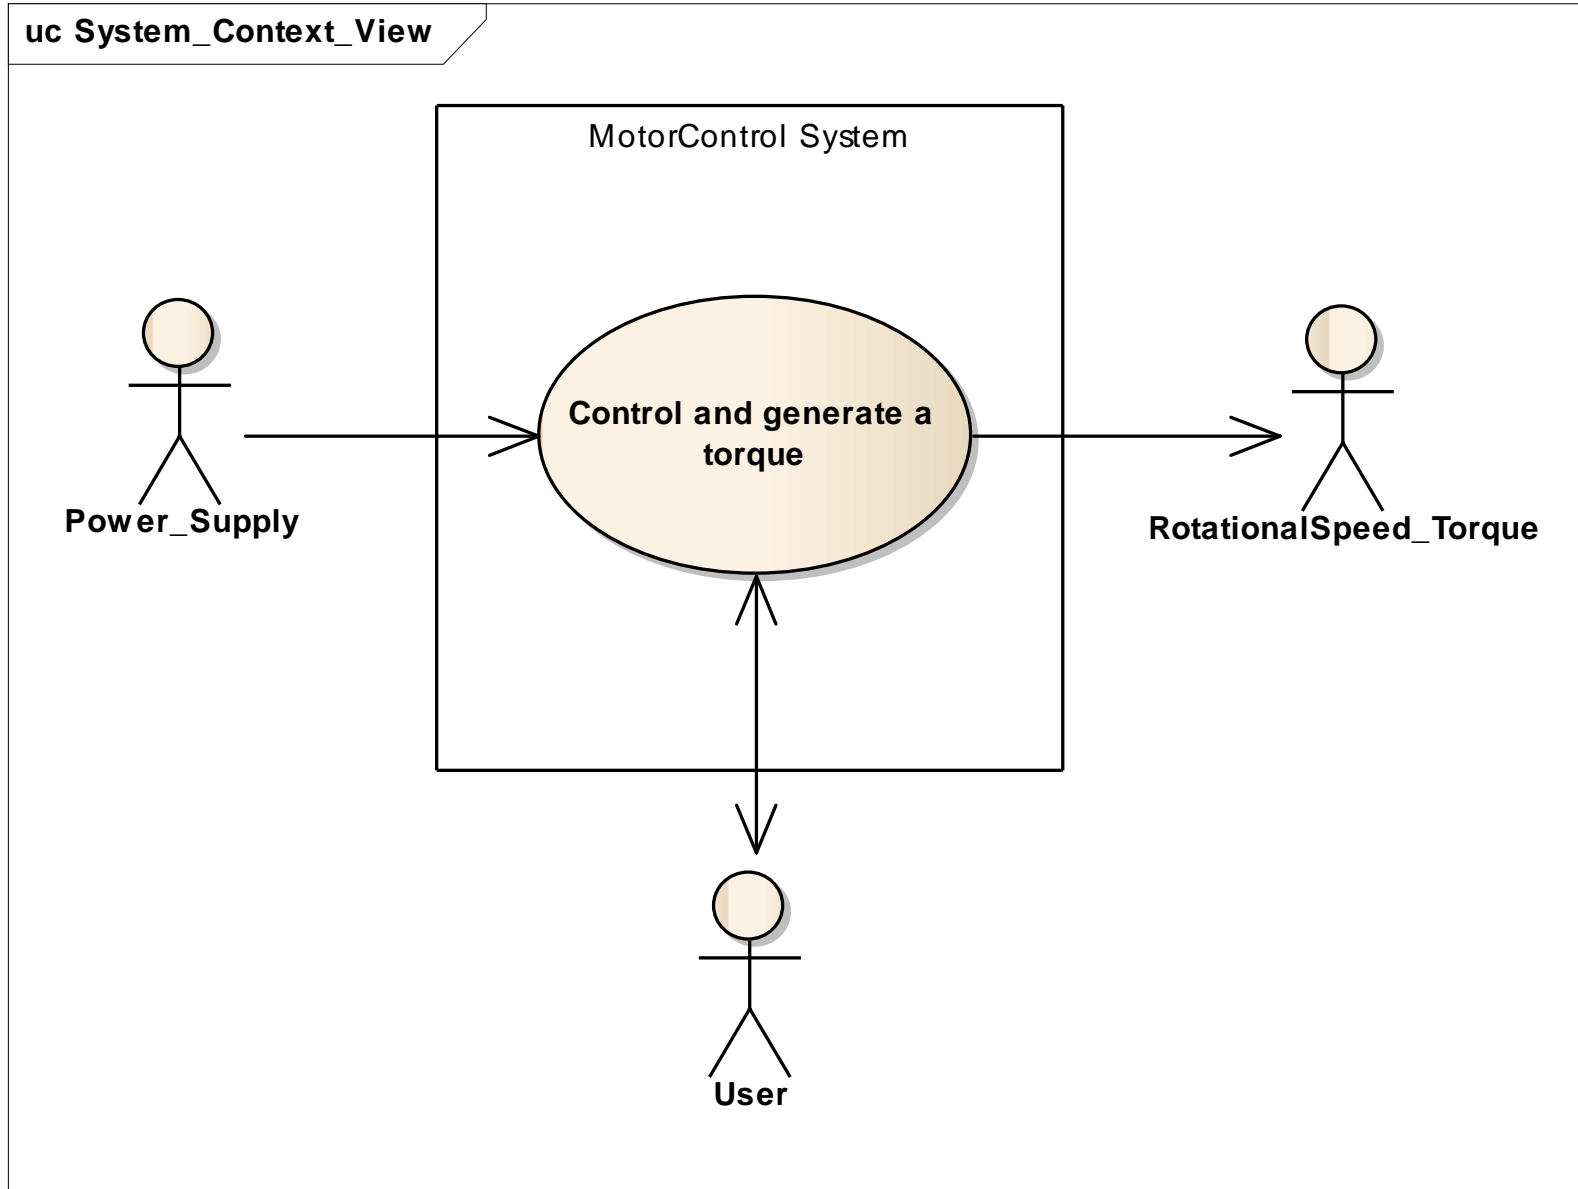 uc System_Context_View
MotorControl System
Control and generate a
torque
Power_Supply
RotationalSpeed_Torque
User